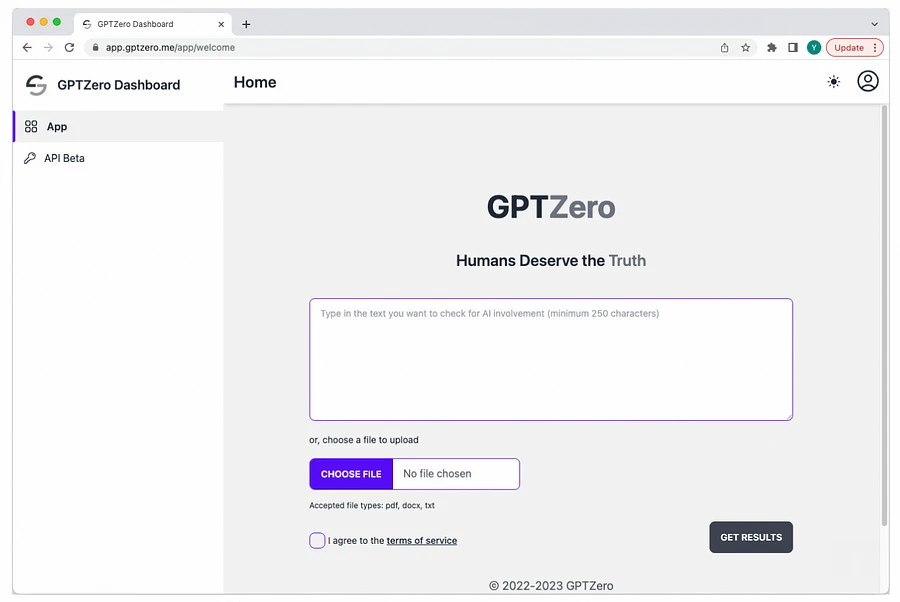 GPTZero Dashboard
app.gptzero.me/app/welcome
Y
Update
GPTZero Dashboard
Home
App
API Beta
GPTZero
Humans Deserve the Truth
Type in the text you want to check for AI involvement (minimum 250 characters)
or, choose a file to upload
CHOOSE FILE No file chosen
Accepted file types: pdf, docx, txt
I agree to the terms of service
GET RESULTS
© 2022-2023 GPTZero